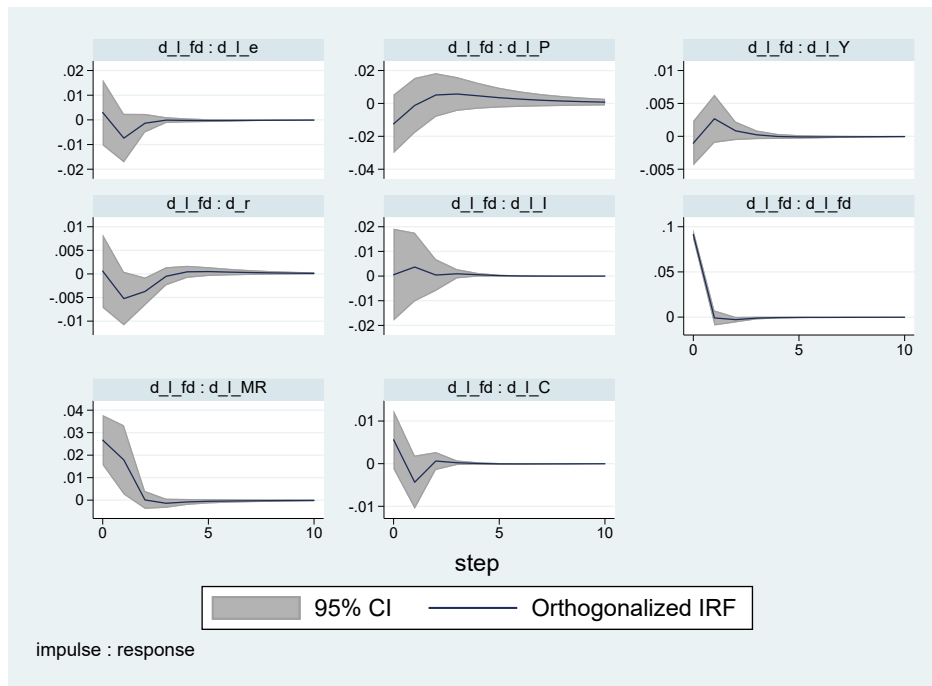 d_l_fd : d_l_e
d_l_fd : d_l_P
d_l_fd : d_l_Y
.02
.01
0
-.01
-.02
.02
0
-.02
-.04
.01
.005
0
-.005
d_l_fd : d_r
d_l_fd : d_l_I
d_l_fd : d_l_fd
.01
.005
0
-.005
-.01
.02
.01
0
-.01
-.02
.1
.05
0
0 5 10
d_l_fd : d_l_MR
d_l_fd : d_l_C
.04
.03
.02
.01
0
0 5 10
.01
0
-.01
0 5 10
step
95% CI Orthogonalized IRF
impulse : response